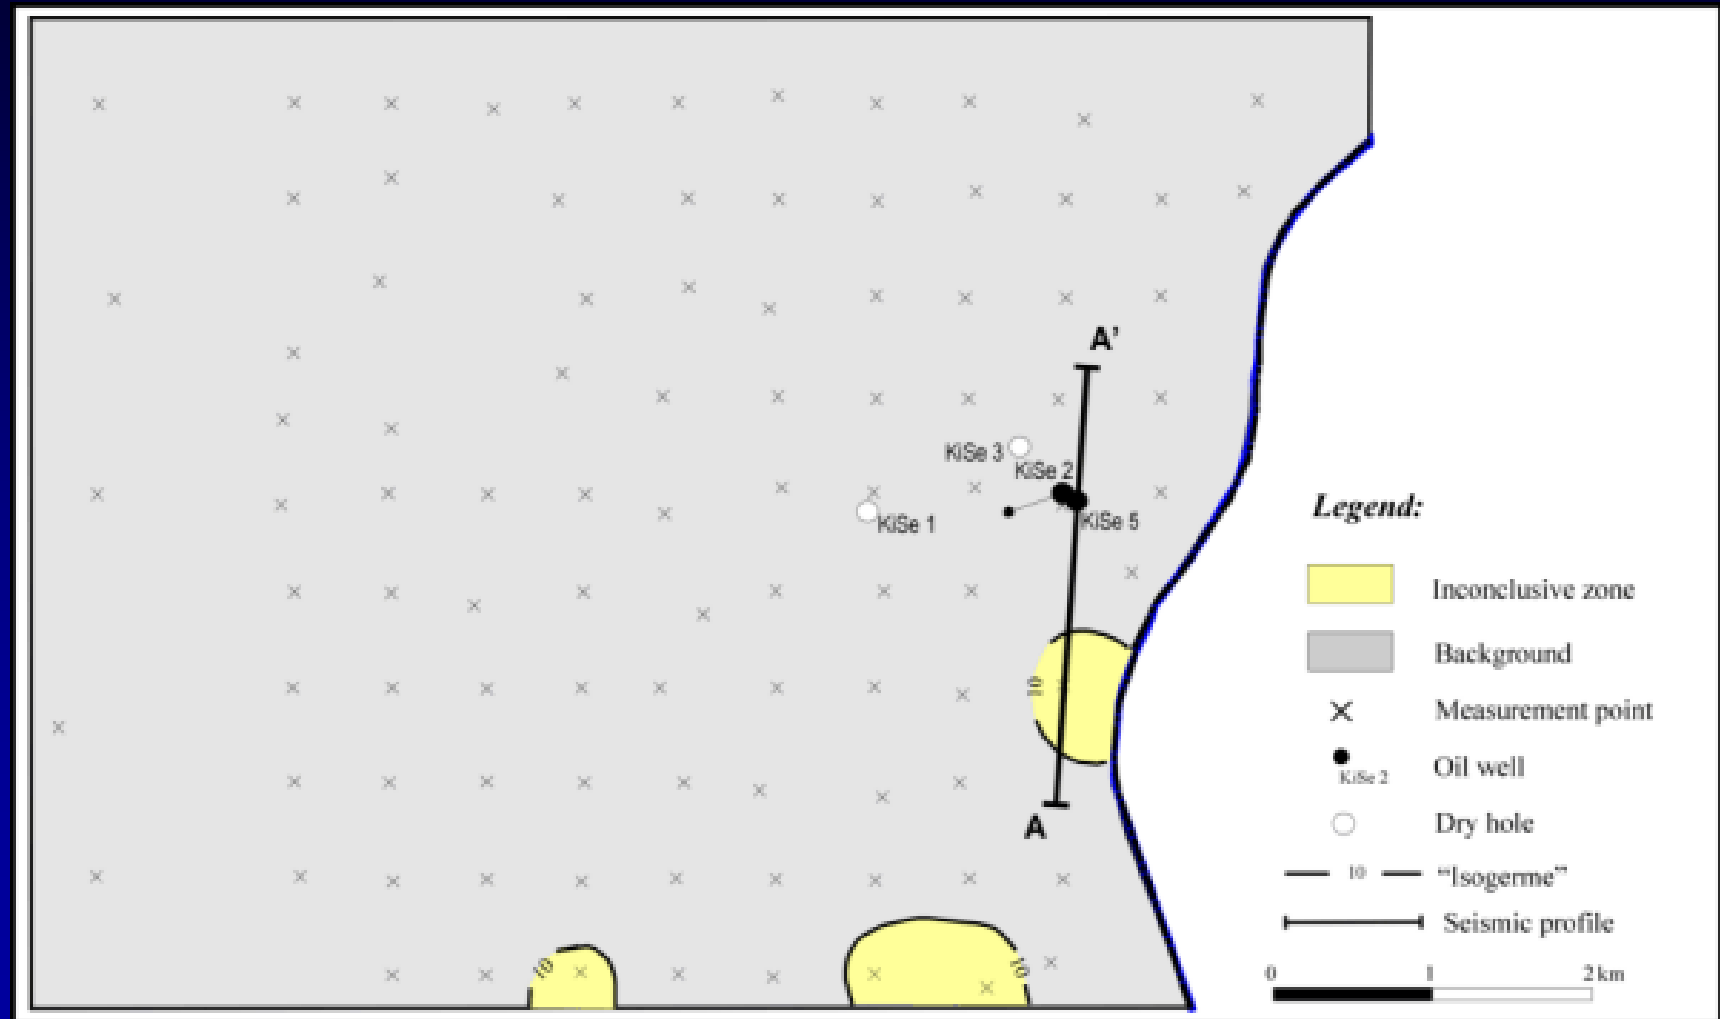 A’
KiSe 3
KiSe 2
KiSe 1
KiSe 5
10
A
10
10
Legend:
Inconclusive zone
Background
Measurement point
Oil well
KiSe 2
Dry hole
10 “Isogerme”
Seismic profile
0 1 2 km